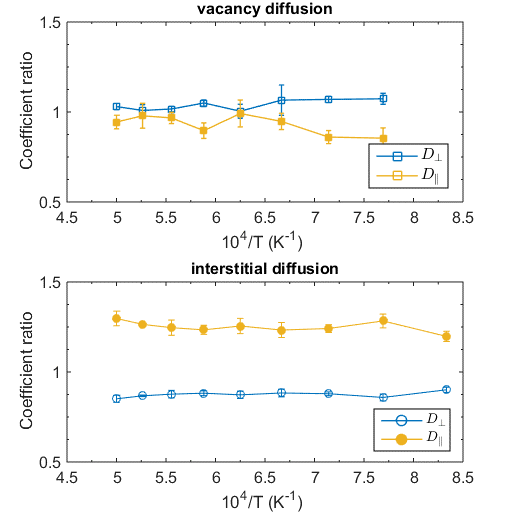 vacancy diffusion
1.5
1
0.5
Coefficient ratio
4.5 5 5.5 6 6.5 7 7.5 8 8.5
10⁴/T (K⁻¹)
D⊥
D∥
interstitial diffusion
1.5
1
0.5
Coefficient ratio
4.5 5 5.5 6 6.5 7 7.5 8 8.5
10⁴/T (K⁻¹)
D⊥
D∥